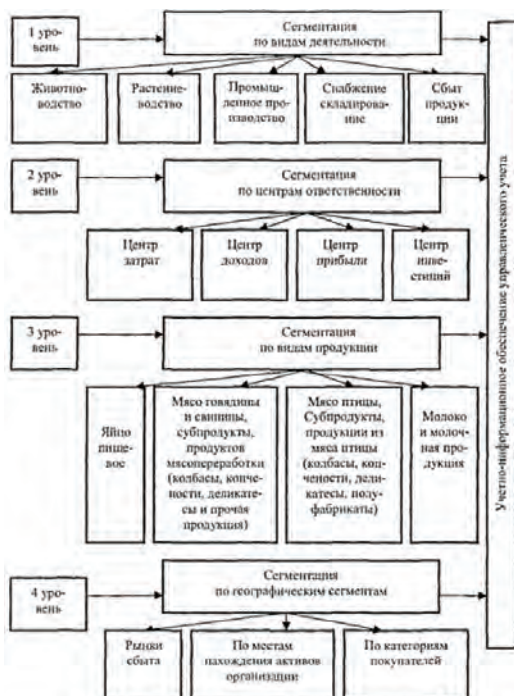 1 уро-
вень
Сегментация
по видам деятельности
Животно-
водство
Растение-
водство
Промыш-
ленное про-
изводство
Снабжение
складирова-
ние
Сбыт
продук-
ции
2 уро-
вень
Сегментация
по центрам ответственности
Центр
затрат
Центр
доходов
Центр
прибыли
Центр
инве-
стиций
3 уро-
вень
Сегментация
по видам продукции
Яйцо
пище-
вое
Мясо говядины
и свинины,
субпродукты,
продуктов
мясопереработки
(колбасы, копче-
ности, деликате-
сы и прочая
продукция)
Мясо птицы,
Субпродукты,
продукции из
мяса птицы
(колбасы, коп-
чености, дели-
катесы, полу-
фабрикаты)
Молоко
и молоч-
ная про-
дукция
4 уро-
вень
Сегментация
по географическим сегментам
Рынки
сбыта
По местам
нахождения активов
организации
По категориям
покупателей
Учетно-информационное обеспечение управленческого учета